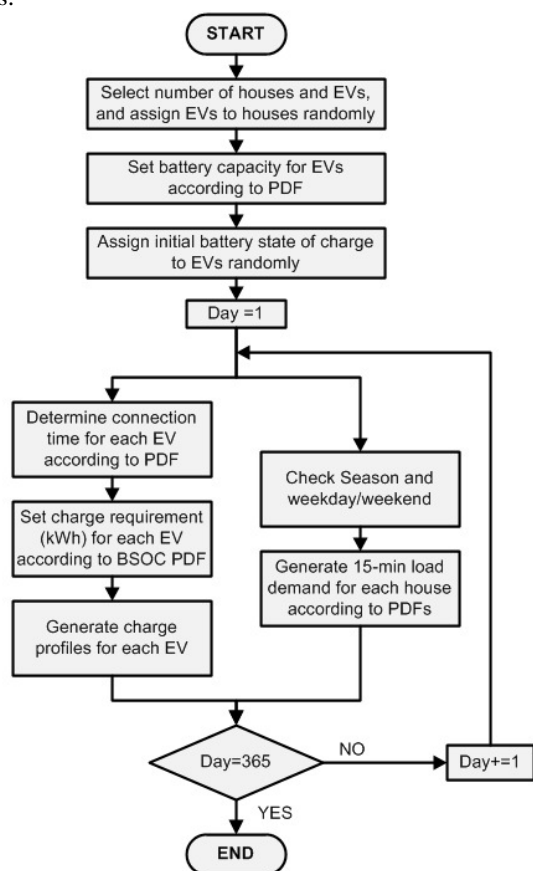 s.
START
Select number of houses and EVs,
and assign EVs to houses randomly
Set battery capacity for EVs
according to PDF
Assign initial battery state of charge
to EVs randomly
Day =1
Determine connection
time for each EV
according to PDF
Set charge requirement
(kWh) for each EV
according to BSOC PDF
Generate charge
profiles for each EV
Check Season and
weekday/weekend
Generate 15-min load
demand for each house
according to PDFs
Day=365
NO
Day+=1
YES
END